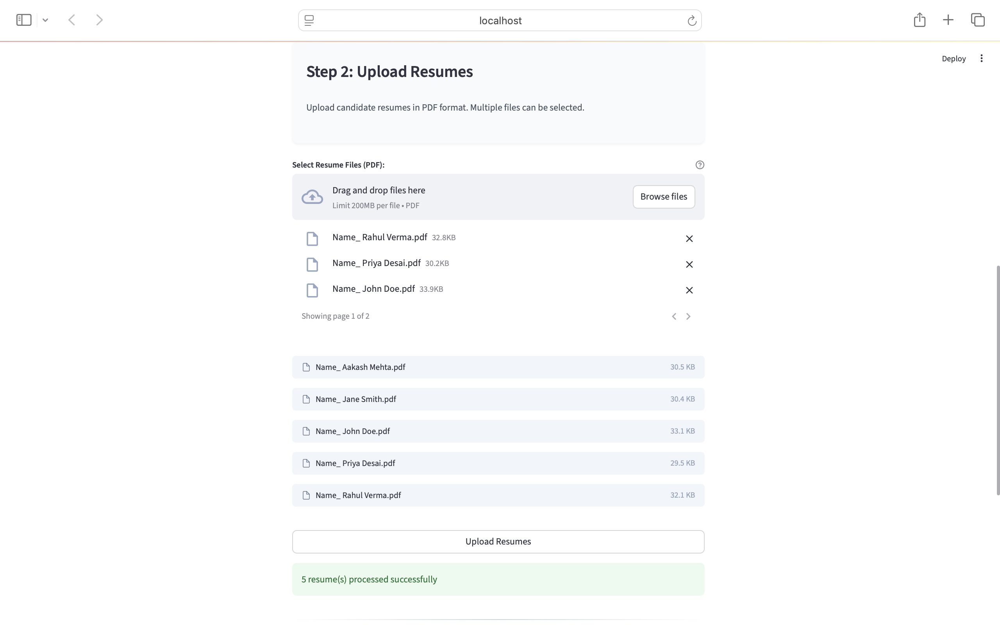 localhost
Deploy
Step 2: Upload Resumes
Upload candidate resumes in PDF format. Multiple files can be selected.
Select Resume Files (PDF):
Drag and drop files here
Limit 200MB per file • PDF
Browse files
Name_ Rahul Verma.pdf 32.8KB
Name_ Priya Desai.pdf 30.2KB
Name_ John Doe.pdf 33.9KB
Showing page 1 of 2
Name_ Aakash Mehta.pdf 30.5 KB
Name_ Jane Smith.pdf 30.4 KB
Name_ John Doe.pdf 33.1 KB
Name_ Priya Desai.pdf 29.5 KB
Name_ Rahul Verma.pdf 32.1 KB
Upload Resumes
5 resume(s) processed successfully